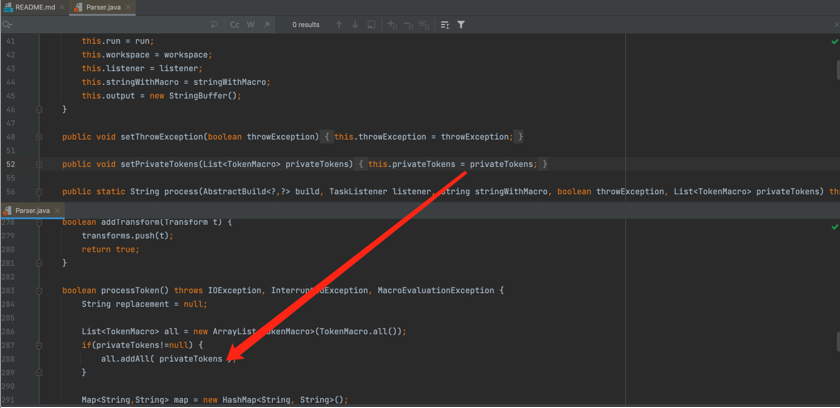 README.md × Parser.java ×
Cc W .* 0 results
41 this.run = run;
42 this.workspace = workspace;
43 this.listener = listener;
44 this.stringWithMacro = stringWithMacro;
45 this.output = new StringBuffer();
46 }
47
48 public void setThrowException(boolean throwException) { this.throwException = throwException; }
51
52 public void setPrivateTokens(List<TokenMacro> privateTokens) { this.privateTokens = privateTokens; }
55
56 public static String process(AbstractBuild<?,?> build, TaskListener listener, String stringWithMacro, boolean throwException, List<TokenMacro> privateTokens) th
Parser.java ×
278 boolean addTransform(Transform t) {
279 transforms.push(t);
280 return true;
281 }
282
283 boolean processToken() throws IOException, InterruptedException, MacroEvaluationException {
284 String replacement = null;
285
286 List<TokenMacro> all = new ArrayList<TokenMacro>(TokenMacro.all());
287 if(privateTokens!=null) {
288 all.addAll( privateTokens );
289 }
290
291 Map<String,String> map = new HashMap<String, String>();